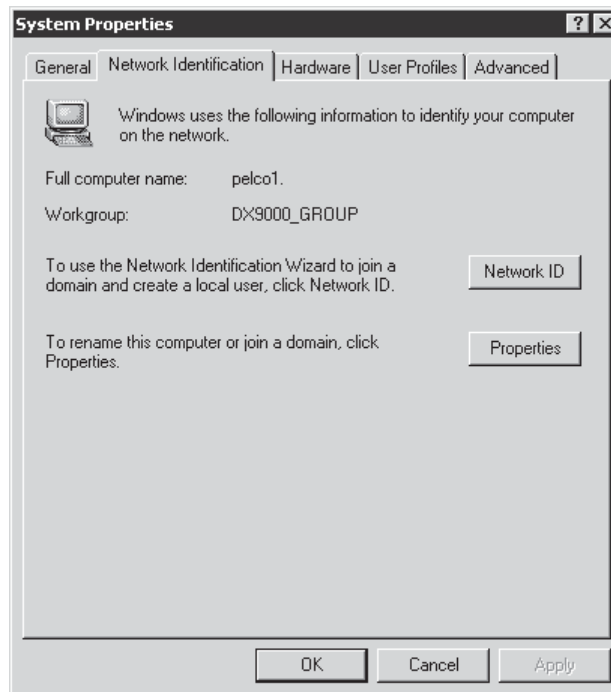 System Properties
General
Network Identification
Hardware
User Profiles
Advanced
Windows uses the following information to identify your computer
on the network.
Full computer name: pelco1.
Workgroup: DX9000_GROUP
To use the Network Identification Wizard to join a
domain and create a local user, click Network ID.
Network ID
To rename this computer or join a domain, click
Properties.
Properties
OK
Cancel
Apply